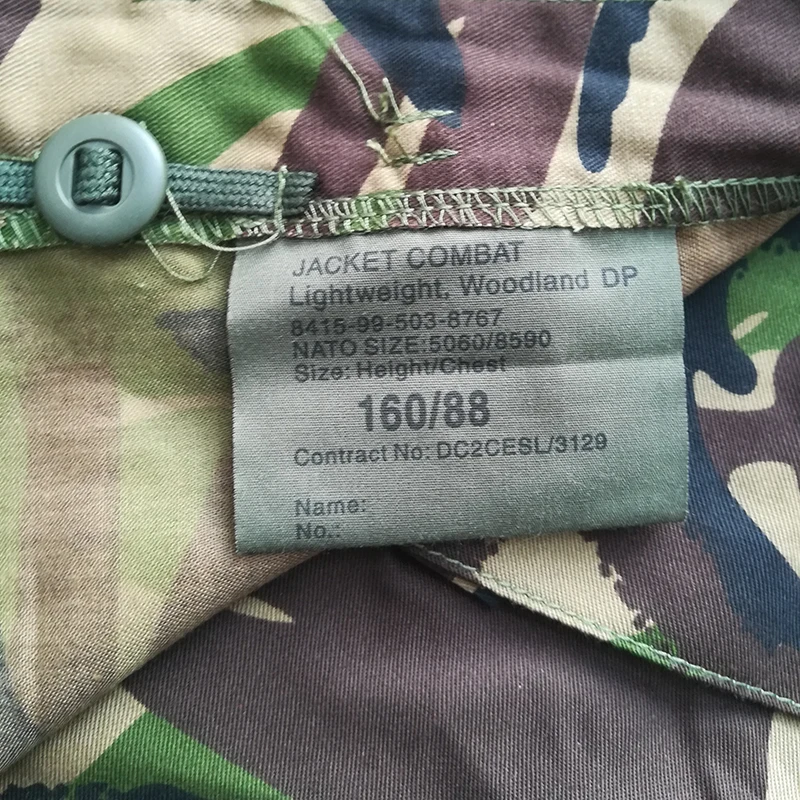 JACKET COMBAT
Lightweight, Woodland DP
8415-99-503-8767
NATO SIZE:5060/8590
Size: Height/Chest
160/88
Contract No: DC2CESL/3129
Name:
No.: